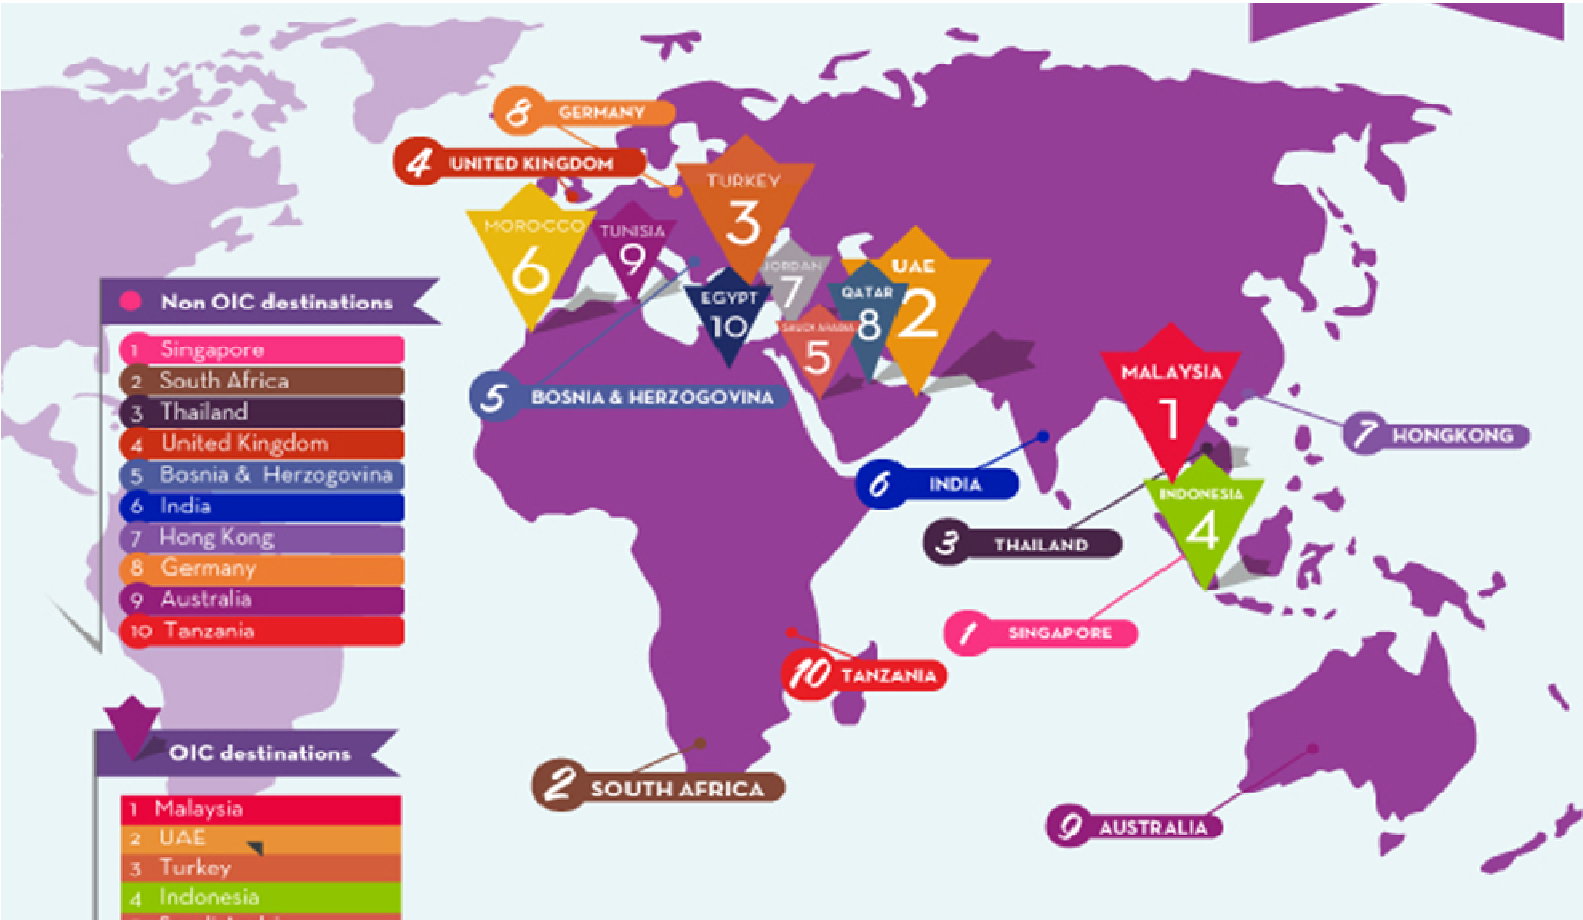 8 GERMANY
4 UNITED KINGDOM
TURKEY
3
MOROCCO
6
TUNISIA
9
JORDAN
7
UAE
2
EGYPT
10
QATAR
8
SAUDI ARABIA
5
Non OIC destinations
1 Singapore
2 South Africa
3 Thailand
4 United Kingdom
5 Bosnia & Herzogovina
6 India
7 Hong Kong
8 Germany
9 Australia
10 Tanzania
5 BOSNIA & HERZOGOVINA
MALAYSIA
1
7 HONGKONG
6 INDIA
INDONESIA
4
3 THAILAND
1 SINGAPORE
10 TANZANIA
2 SOUTH AFRICA
9 AUSTRALIA
OIC destinations
1 Malaysia
2 UAE
3 Turkey
4 Indonesia